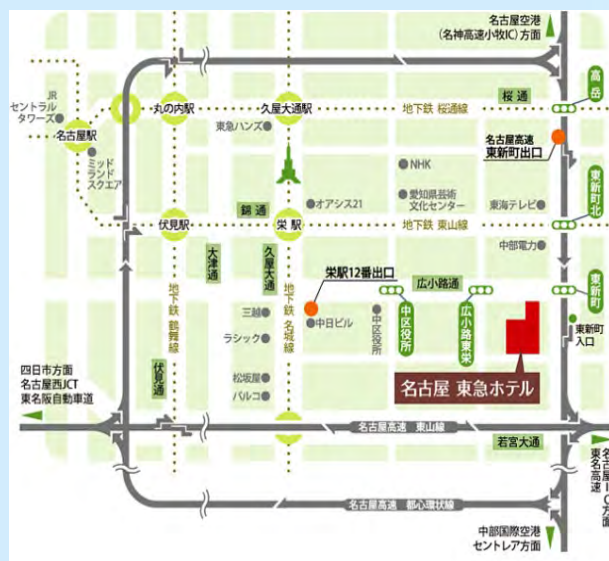 名古屋空港
(名神高速小牧IC)方面
JR
セントラル
タワーズ
名古屋駅
ミッド
ランド
スクエア
丸の内駅
久屋大通駅
地下鉄 桜通線
桜 通
高岳
東急ハンズ
名古屋高速
東新町出口
NHK
愛知県芸術
文化センター
東海テレビ
東新町北
オアシス21
錦 通
伏見駅
栄 駅
地下鉄 東山線
中部電力
大津通
久屋大通
栄駅12番出口
広小路通
東新町
地下鉄 鶴舞線
地下鉄 名城線
三越
中日ビル
中区役所
中区役所
広小路東栄
東新町
入口
ラシック
伏見通
松坂屋
パルコ
名古屋 東急ホテル
四日市方面
名古屋西JCT
東名阪自動車道
名古屋高速 東山線
若宮大通
名古屋IC方面
東名高速
名古屋高速 都心環状線
中部国際空港
セントレア方面